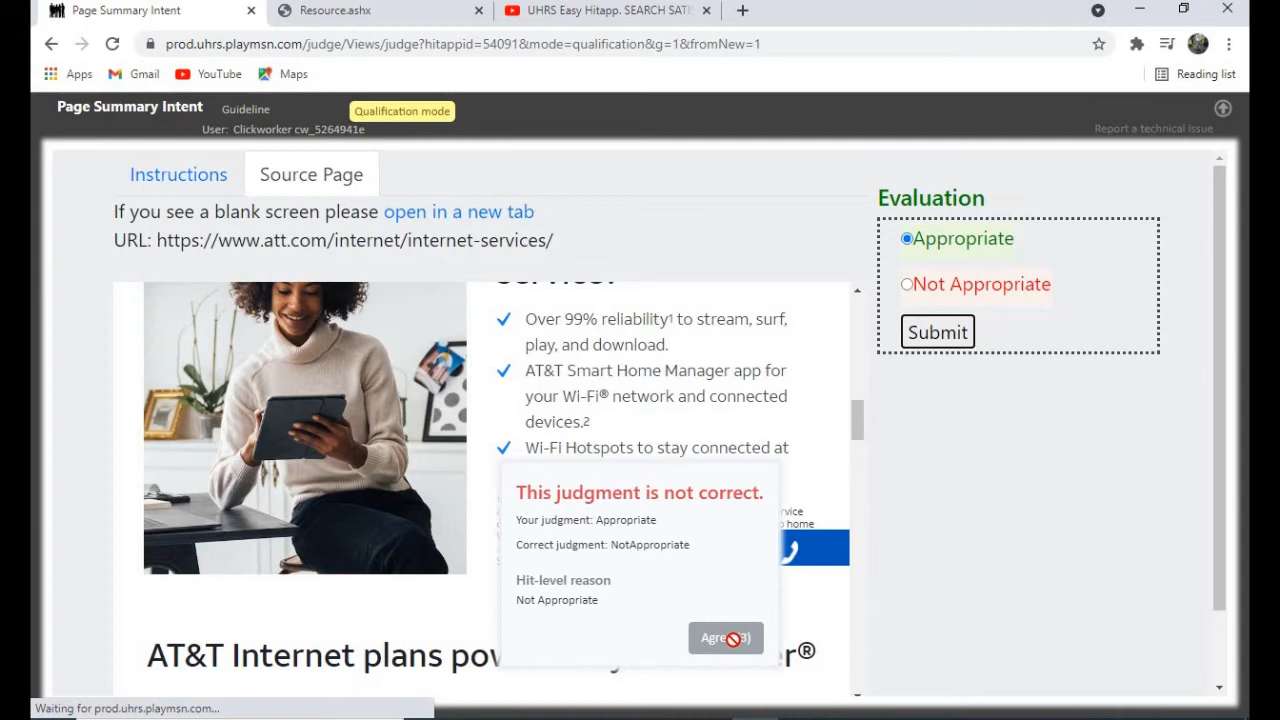 Page Summary Intent
Resource.ashx
UHRS Easy Hitapp. SEARCH SATI
prod.uhrs.playmsn.com/judge/Views/judge?hitappid=54091&mode=qualification&g=1&fromNew=1
Apps Gmail YouTube Maps Reading list
Page Summary Intent Guideline Qualification mode
User: Clickworker cw_5264941e
Report a technical issue
Instructions Source Page
If you see a blank screen please open in a new tab
URL: https://www.att.com/internet/internet-services/
Evaluation
Appropriate
Not Appropriate
Submit
Over 99% reliability¹ to stream, surf,
play, and download.
AT&T Smart Home Manager app for
your Wi-Fi® network and connected
devices.²
Wi-Fi Hotspots to stay connected at
This judgment is not correct.
Your judgment: Appropriate
Correct judgment: NotAppropriate
Hit-level reason
Not Appropriate
home
AT&T Internet plans
Waiting for prod.uhrs.playmsn.com...